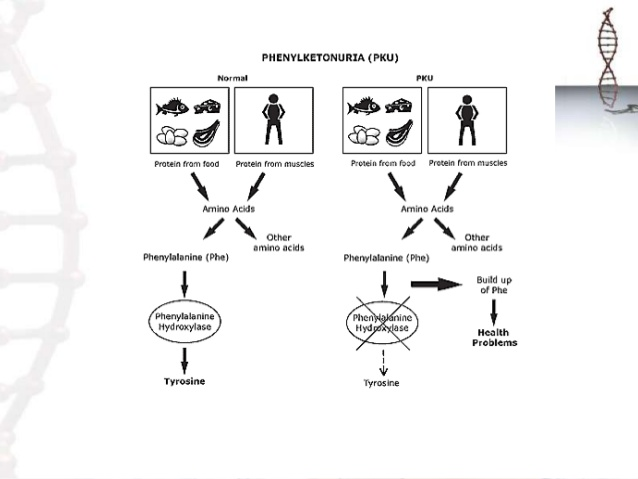 PHENYLKETONURIA (PKU)
Normal
PKU
Protein from food
Protein from muscles
Protein from food
Protein from muscles
Amino Acids
Amino Acids
Other
amino acids
Other
amino acids
Phenylalanine (Phe)
Phenylalanine (Phe)
Build up
of Phe
Phenylalanine
Hydroxylase
Phenylalanine
Hydroxylase
Health
Problems
Tyrosine
Tyrosine